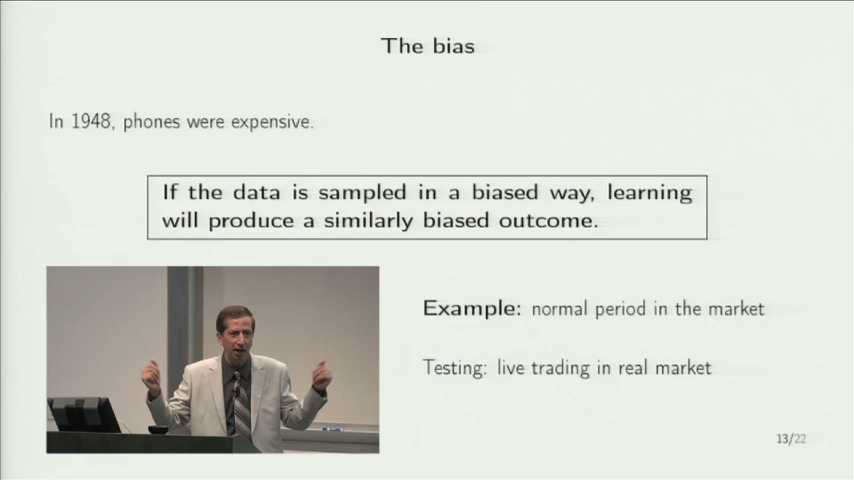 The bias
In 1948, phones were expensive.
If the data is sampled in a biased way, learning
will produce a similarly biased outcome.
Example: normal period in the market
Testing: live trading in real market
13/22